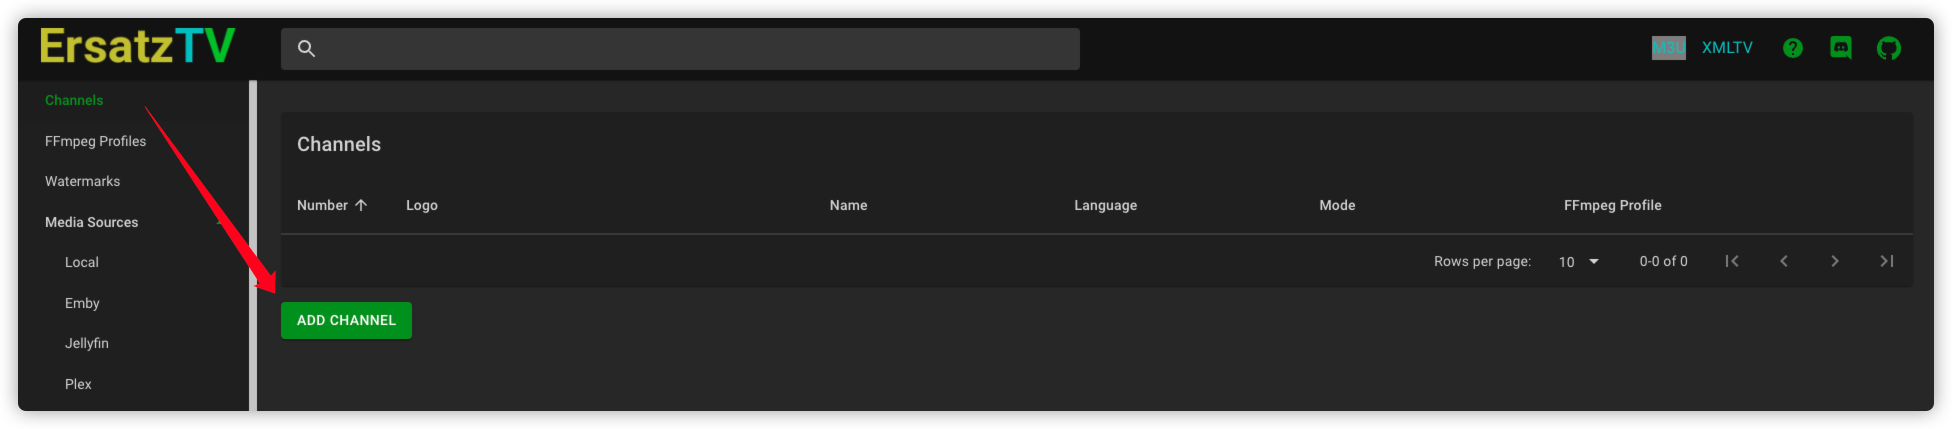 ErsatzTV
M3U XMLTV
Channels
FFmpeg Profiles
Watermarks
Media Sources
Local
Emby
Jellyfin
Plex
Channels
Number Logo Name Language Mode FFmpeg Profile
Rows per page: 10 0-0 of 0
ADD CHANNEL